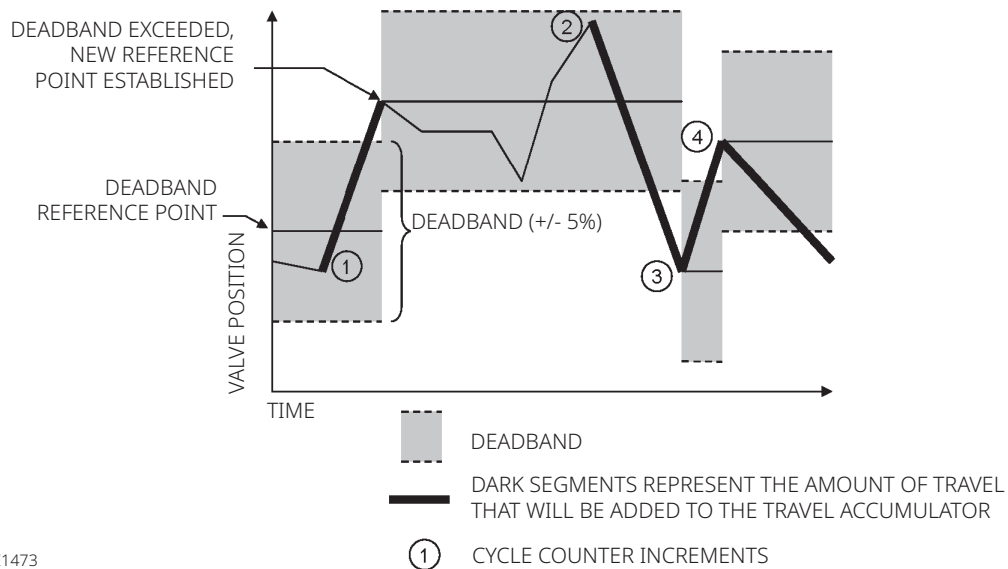 DEADBAND EXCEEDED,
NEW REFERENCE
POINT ESTABLISHED
DEADBAND
REFERENCE POINT
VALVE POSITION
DEADBAND (+/- 5%)
1
2
3
4
TIME
DEADBAND
DARK SEGMENTS REPRESENT THE AMOUNT OF TRAVEL
THAT WILL BE ADDED TO THE TRAVEL ACCUMULATOR
1 CYCLE COUNTER INCREMENTS
1473